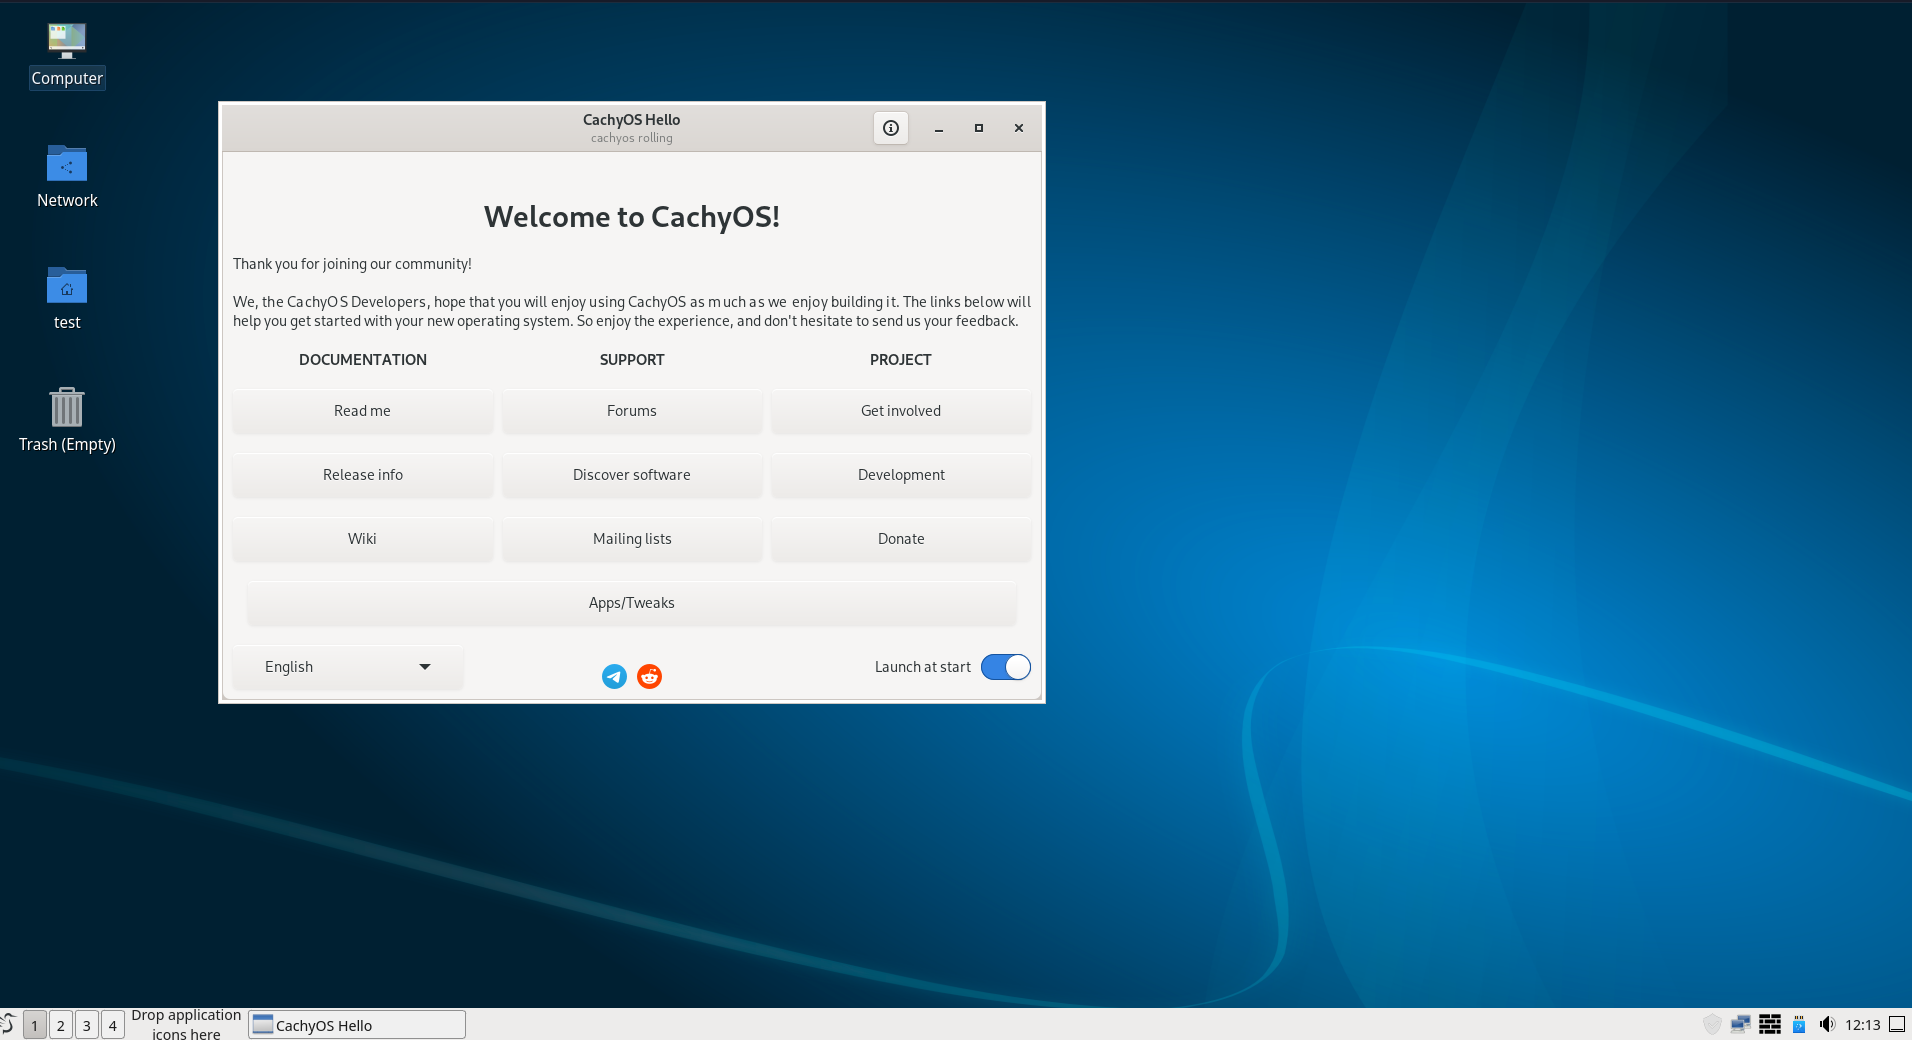 Computer
Network
test
Trash (Empty)
CachyOS Hello
cachyos rolling
Welcome to CachyOS!
Thank you for joining our community!
We, the CachyOS Developers, hope that you will enjoy using CachyOS as much as we enjoy building it. The links below will
help you get started with your new operating system. So enjoy the experience, and don't hesitate to send us your feedback.
DOCUMENTATION SUPPORT PROJECT
Read me Forums Get involved
Release info Discover software Development
Wiki Mailing lists Donate
Apps/Tweaks
English Launch at start
1 2 3 4
Drop application
icons here
CachyOS Hello
12:13